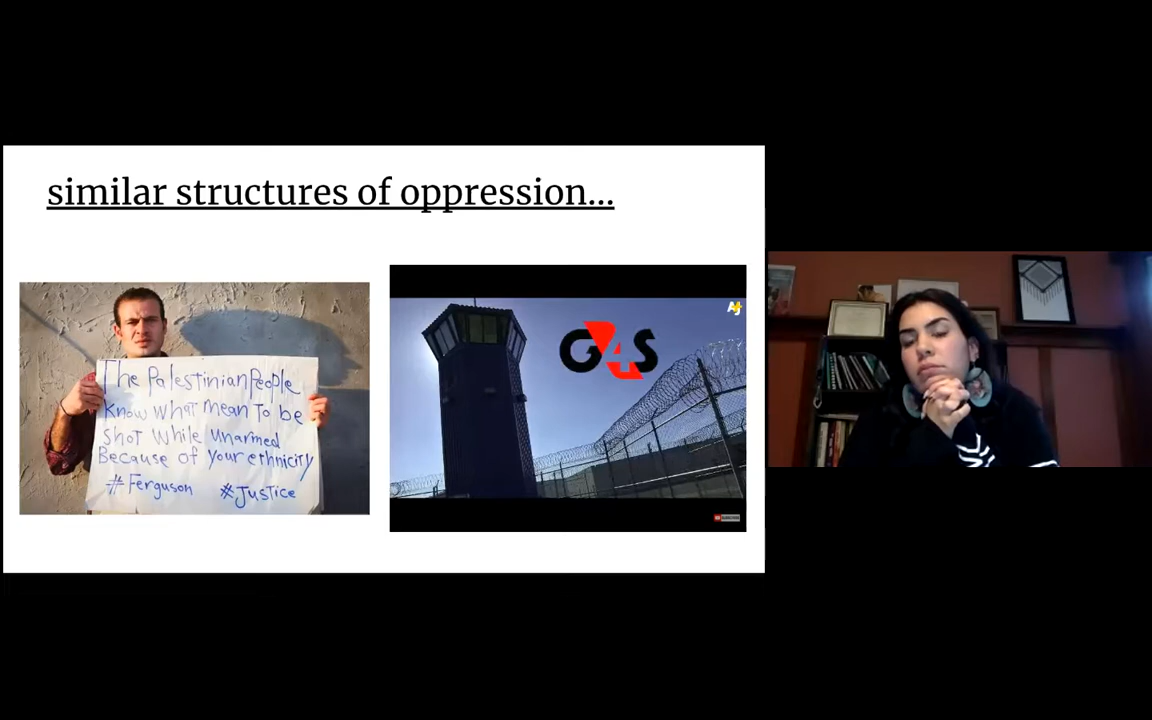 similar structures of oppression...
The Palestinian People
Know what mean to be
shot while unarmed
Because of your ethnicity
#Ferguson #Justice
G4S